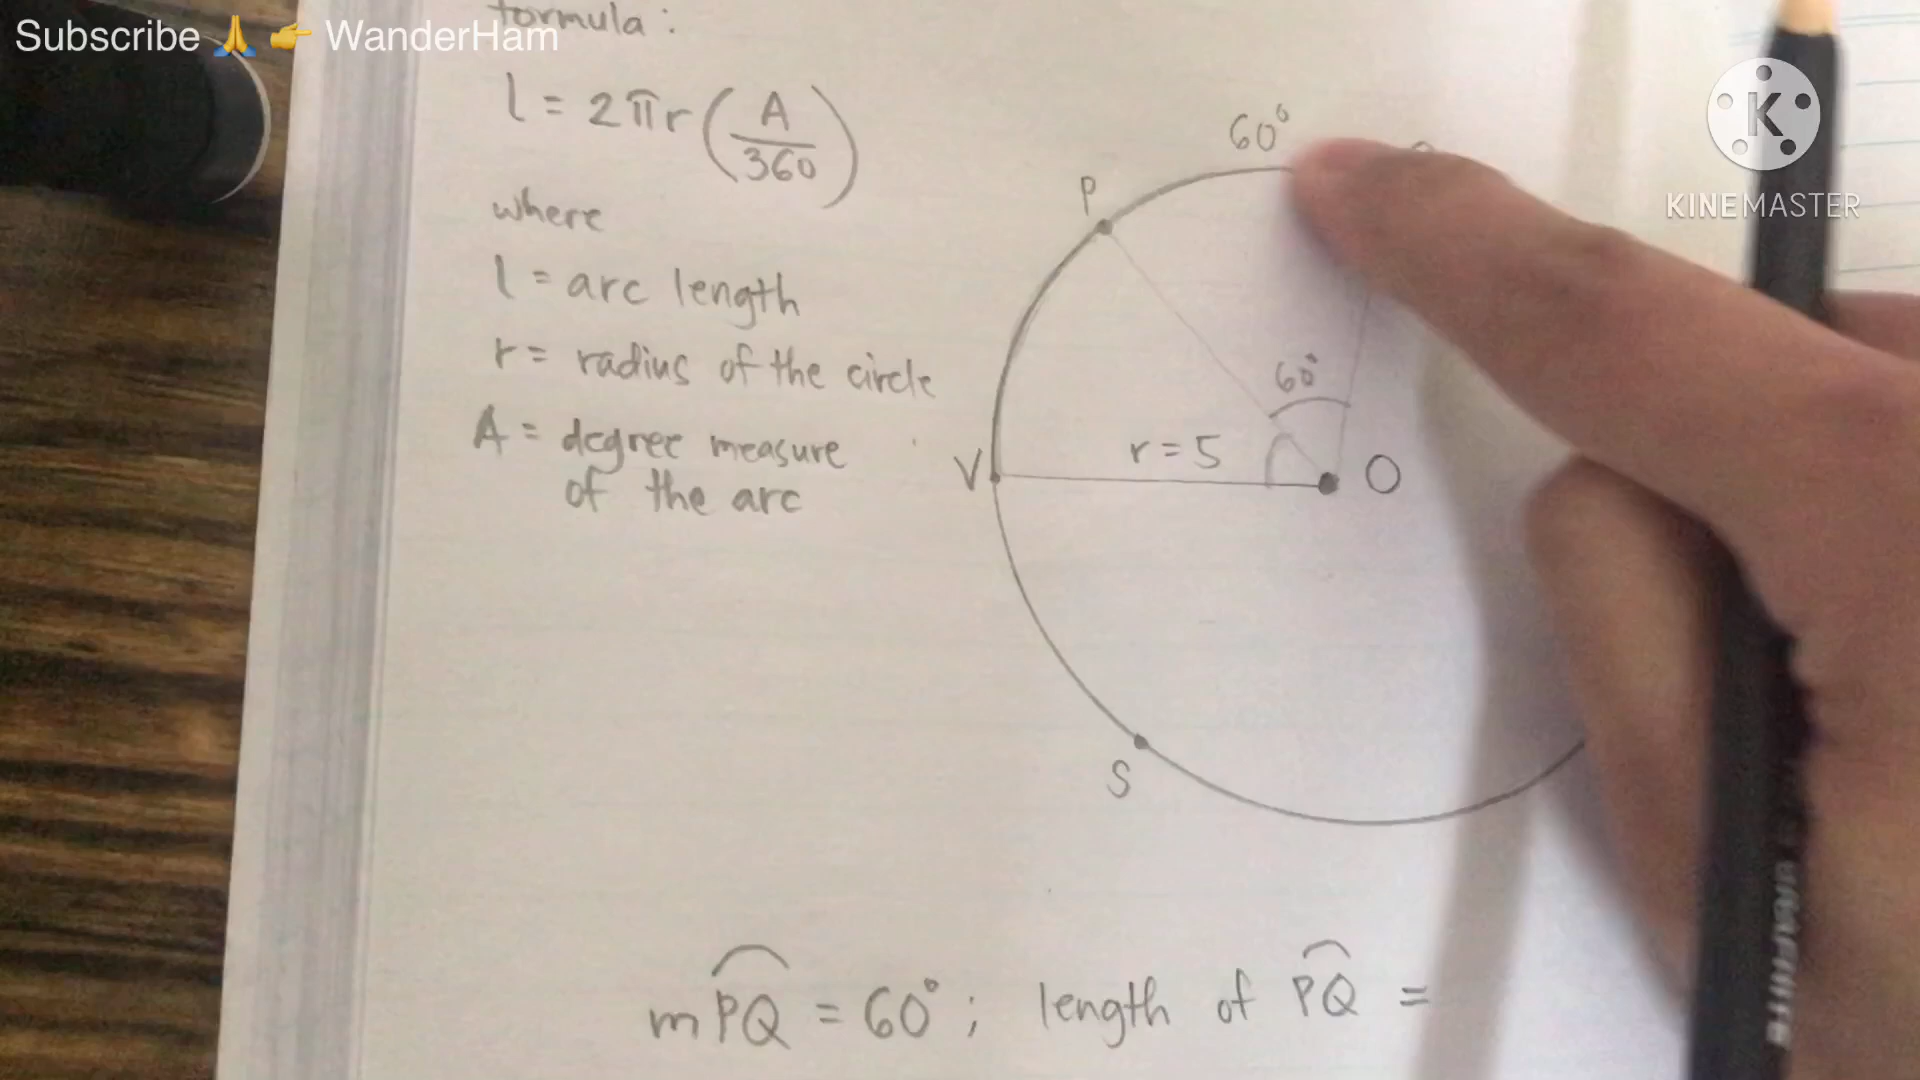 Subscribe 🙏 👉 WanderHam
formula :
l = 2πr (A/360)
where
l = arc length
r = radius of the circle
A = degree measure
of the arc
60°
P
60°
r = 5
V
O
S
mPQ = 60° ; length of PQ =
K
KINEMASTER
GRAPHITE